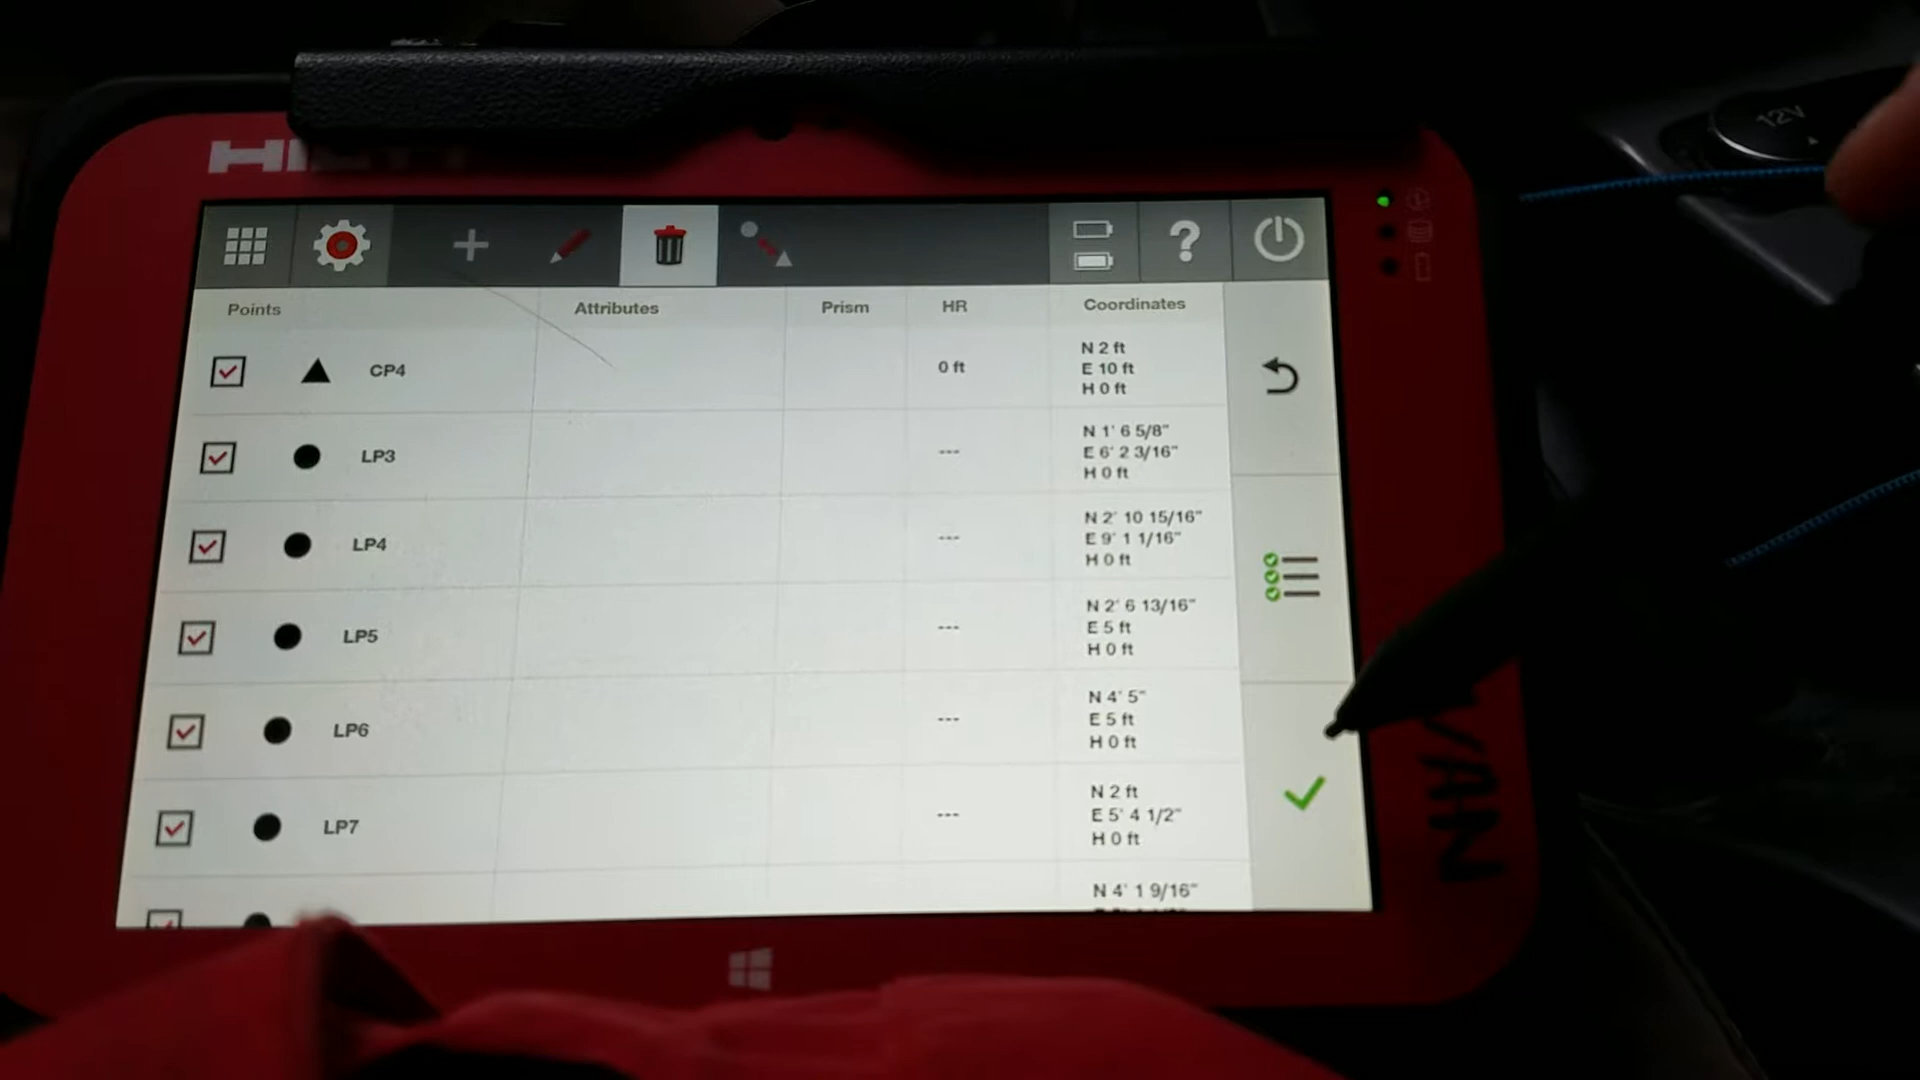 12V
?
Points Attributes Prism HR Coordinates
CP4 0 ft N 2 ft
E 10 ft
H 0 ft
LP3 --- N 1' 6 5/8"
E 6' 2 3/16"
H 0 ft
LP4 --- N 2' 10 15/16"
E 9' 1 1/16"
H 0 ft
LP5 --- N 2' 6 13/16"
E 5 ft
H 0 ft
LP6 --- N 4' 5"
E 5 ft
H 0 ft
LP7 --- N 2 ft
E 5' 4 1/2"
H 0 ft
N 4' 1 9/16"